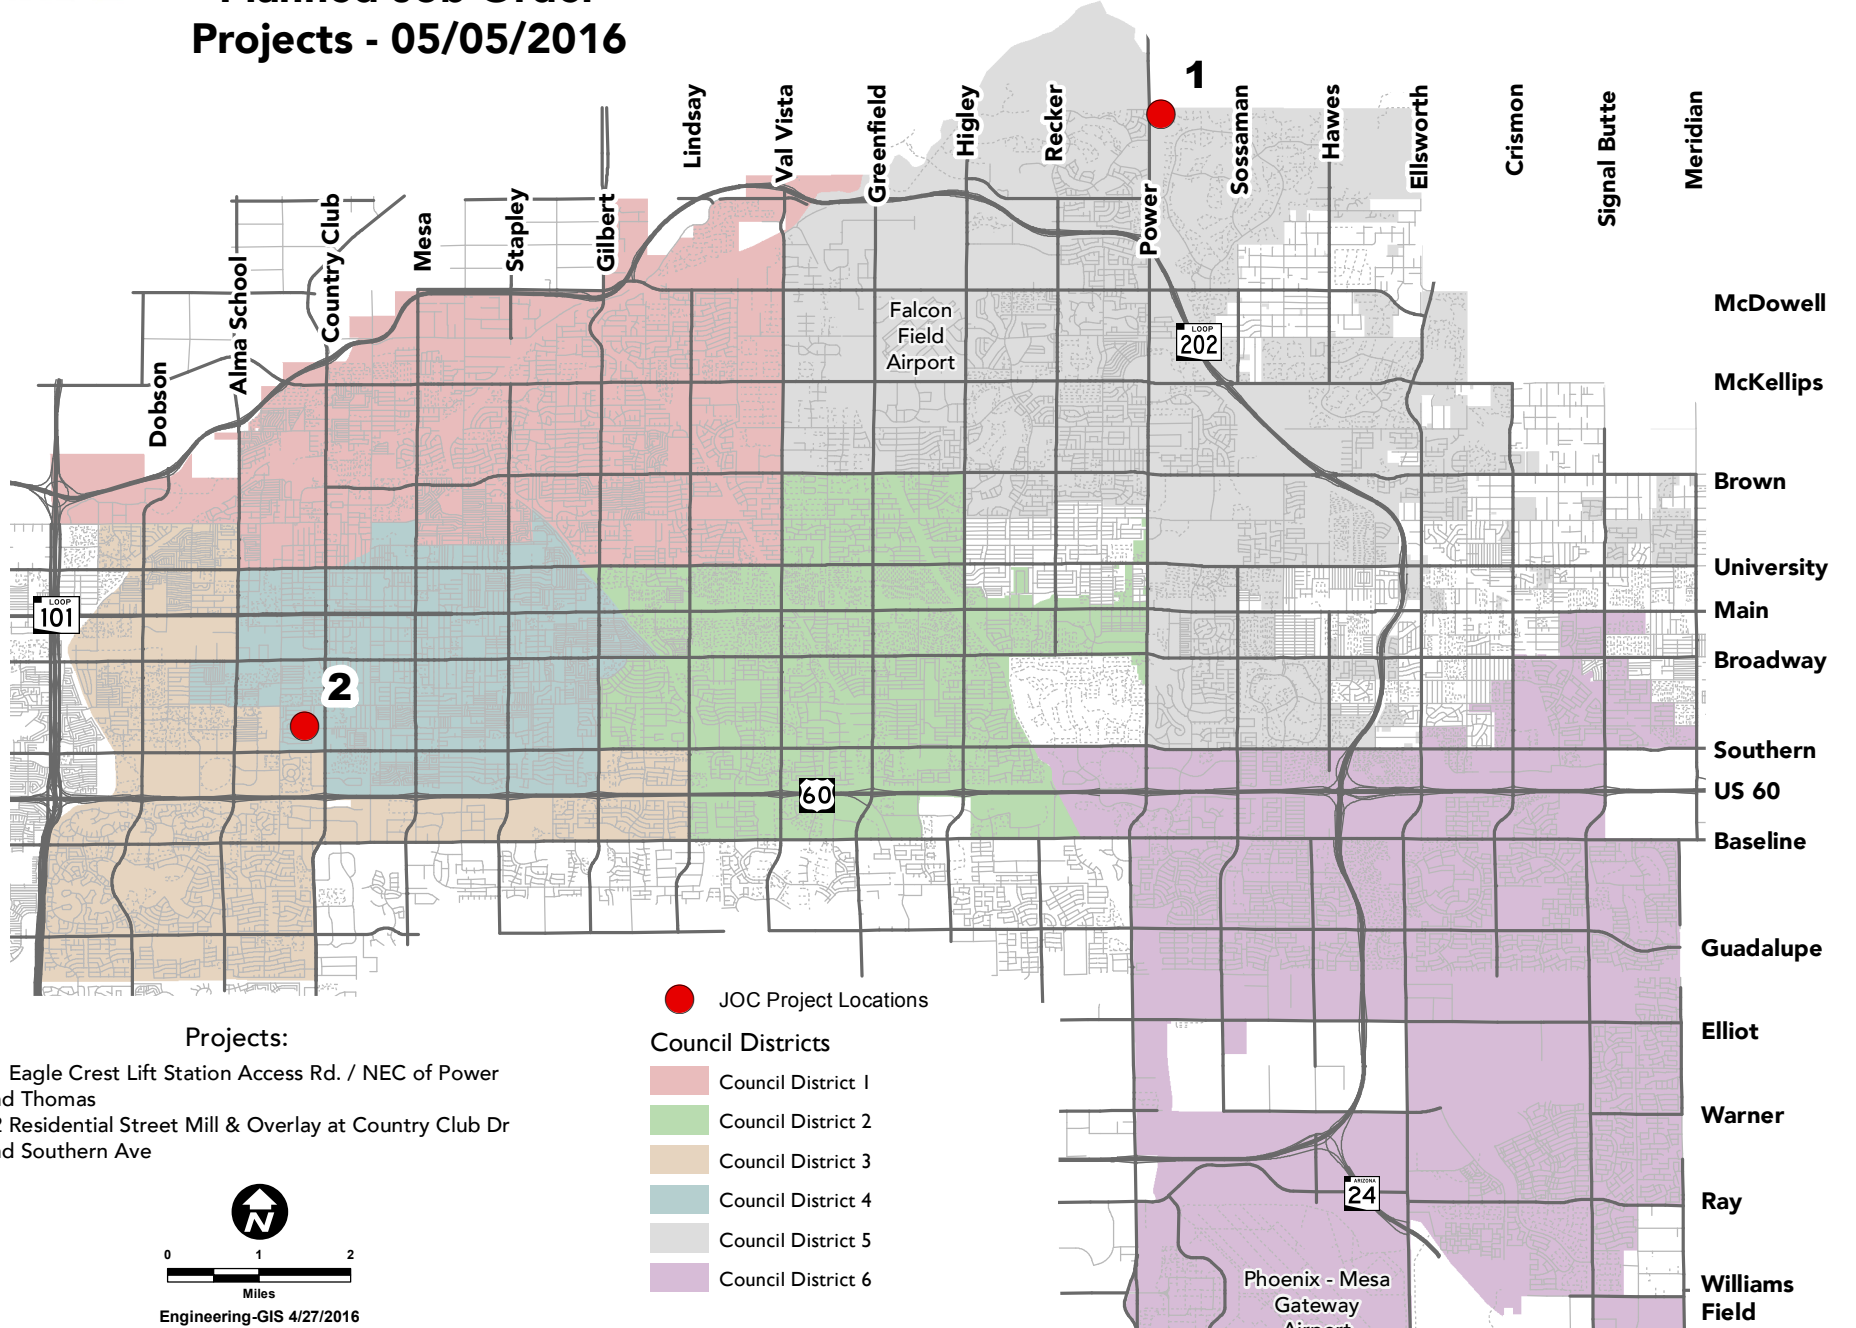 Projects - 05/05/2016
1
Lindsay
Val Vista
Greenfield
Higley
Recker
Sossaman
Hawes
Ellsworth
Crismon
Signal Butte
Meridian
Country Club
Mesa
Stapley
Gilbert
Power
Alma School
Dobson
McDowell
Falcon
Field
Airport
LOOP
202
McKellips
Brown
University
LOOP
101
Main
Broadway
2
Southern
60
US 60
Baseline
Guadalupe
JOC Project Locations
Projects:
Eagle Crest Lift Station Access Rd. / NEC of Power
d Thomas
2 Residential Street Mill & Overlay at Country Club Dr
d Southern Ave
Council Districts
Council District 1
Council District 2
Council District 3
Council District 4
Council District 5
Council District 6
Elliot
Warner
ARIZONA
24
Ray
N
0 1 2
Miles
Engineering-GIS 4/27/2016
Phoenix - Mesa
Gateway
Williams
Field